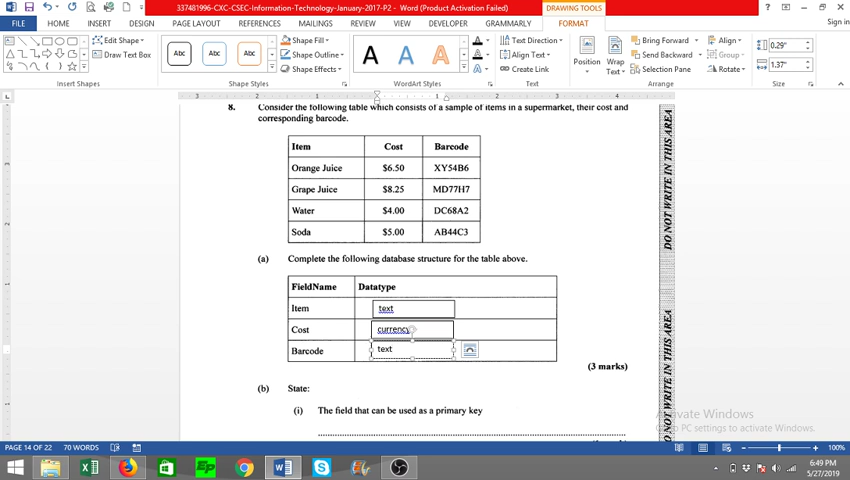 337481996-CXC-CSEC-Information-Technology-January-2017-P2 - Word (Product Activation Failed)
DRAWING TOOLS
FILE HOME INSERT DESIGN PAGE LAYOUT REFERENCES MAILINGS REVIEW VIEW DEVELOPER GRAMMARLY FORMAT Sign in
Edit Shape
Draw Text Box
Insert Shapes
Abc Abc Abc
Shape Fill
Shape Outline
Shape Effects
Shape Styles
A A A
WordArt Styles
Text Direction
Align Text
Create Link
Text
Position
Wrap Text
Bring Forward
Send Backward
Selection Pane
Align
Group
Rotate
Arrange
0.29"
1.37"
Size
8. Consider the following table which consists of a sample of items in a supermarket, their cost and
corresponding barcode.
Item Cost Barcode
Orange Juice $6.50 XY54B6
Grape Juice $8.25 MD77H7
Water $4.00 DC68A2
Soda $5.00 AB44C3
(a) Complete the following database structure for the table above.
FieldName Datatype
Item text
Cost currency
Barcode text
(3 marks)
(b) State:
(i) The field that can be used as a primary key
DO NOT WRITE IN THIS AREA
DO NOT WRITE IN THIS AREA
Activate Windows
Go to PC settings to activate Windows.
PAGE 14 OF 22 70 WORDS 100%
6:49 PM
5/27/2019